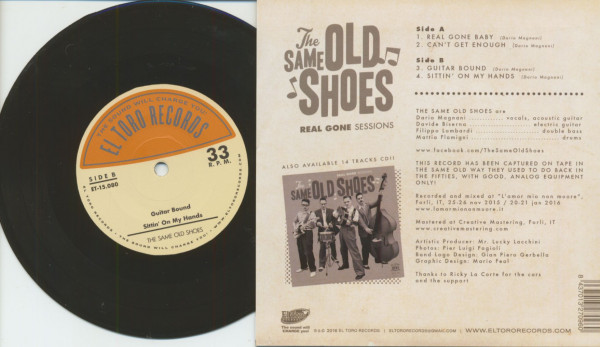 THE SOUND WILL CHANGE YOU!
EL TORO RECORDS
33
R.P.M.
SIDE B
ET-15.080
Guitar Bound
Sittin' On My Hands
THE SAME OLD SHOES
The
SAME OLD
SHOES
REAL GONE SESSIONS
ALSO AVAILABLE 14 TRACKS CD!!
SAME OLD
SHOES
Side A
1. REAL GONE BABY (Dario Magnani)
2. CAN'T GET ENOUGH (Dario Magnani)
Side B
3. GUITAR BOUND (Dario Magnani)
4. SITTIN' ON MY HANDS (Dario Magnani)
THE SAME OLD SHOES are
Dario Magnani vocals, acoustic guitar
Davide Biserna electric guitar
Filippo Lombardi double bass
Mattia Flamigni drums
www.facebook.com/TheSameOldShoes
THIS RECORD HAS BEEN CAPTURED ON TAPE IN
THE SAME OLD WAY THEY USED TO DO BACK IN
THE FIFTIES, WITH GOOD, ANALOG EQUIPMENT
ONLY!
Recorded and mixed at "L'amor mio non muore",
Forlì, IT, 25-26 nov 2015 / 20-21 jan 2016
www.lamormiononmuore.it
Mastered at Creative Mastering, Forlì, IT
www.creativemastering.com
Artistic Producer: Mr. Lucky Lucchini
Photos: Pier Luigi Pagioli
Band Logo Design: Gian Piero Gerbella
Graphic Design: Mario Feal
Thanks to Ricky La Corte for the cars
and the support
The sound will
CHANGE you!
2016 EL TORO RECORDS
WWW.ELTORORECORDS.COM